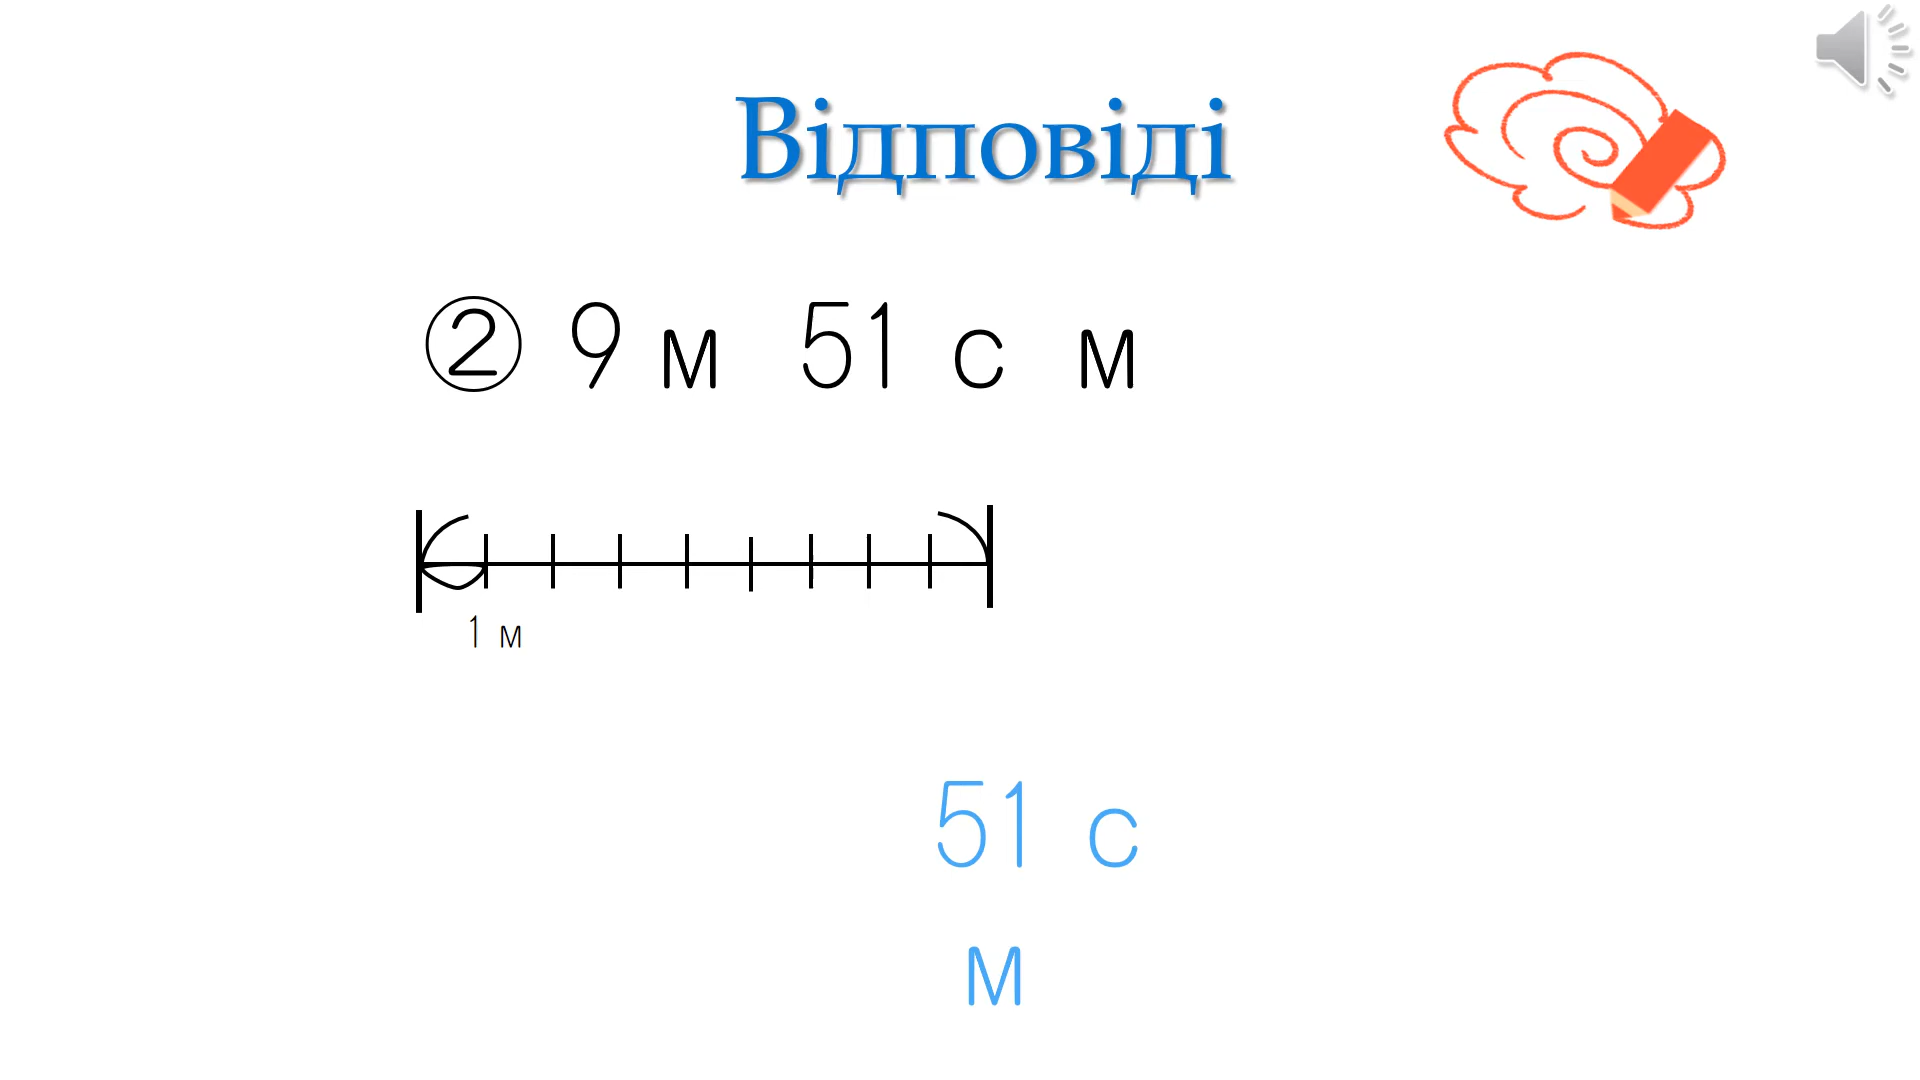 Відповіді
② 9 м 51 с м
1 м
51 с
м